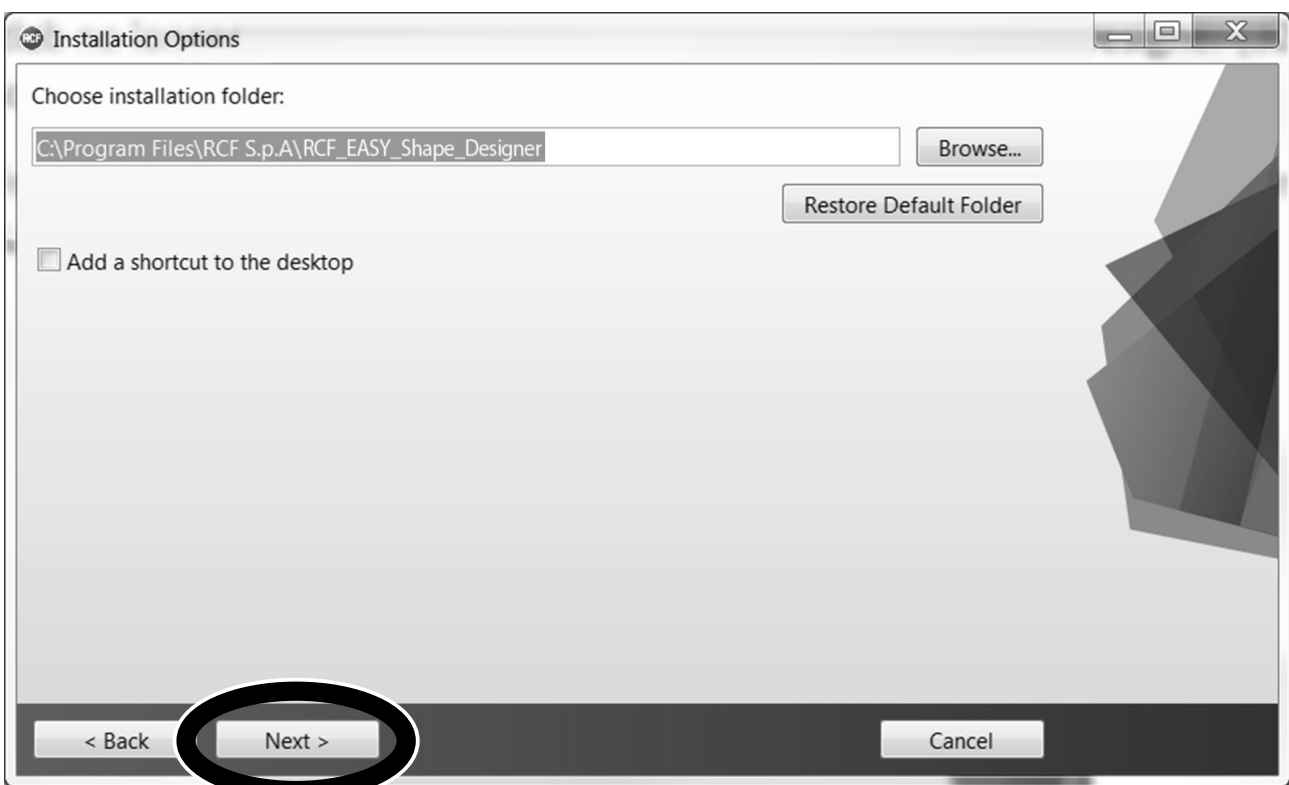 RCF Installation Options
X
Choose installation folder:
C:\Program Files\RCF S.p.A\RCF_EASY_Shape_Designer
Browse...
Restore Default Folder
Add a shortcut to the desktop
< Back
Next >
Cancel